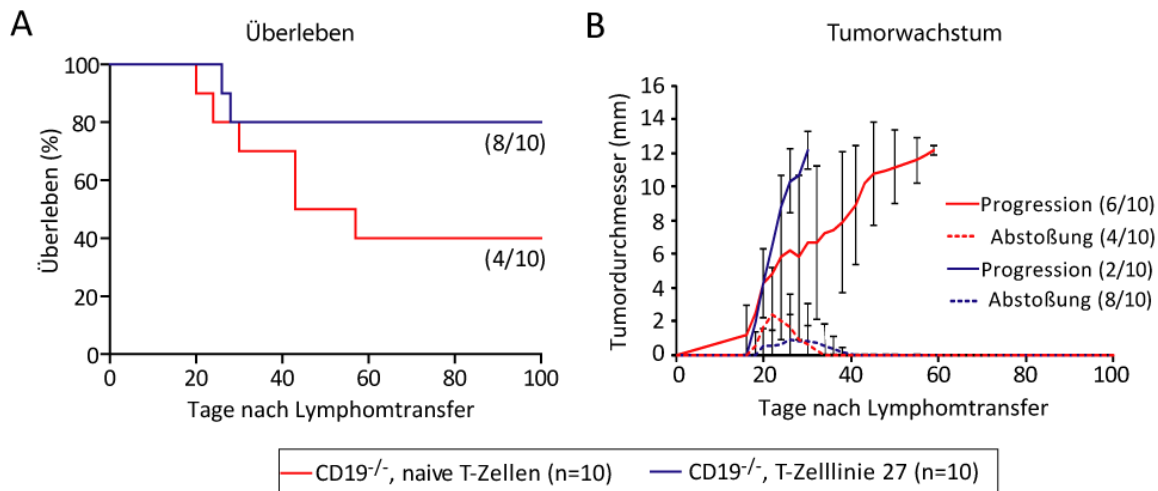 A
Überleben
100
80
60
40
20
0
Überleben (%)
(8/10)
(4/10)
0 20 40 60 80 100
Tage nach Lymphomtransfer
B
Tumorwachstum
16
14
12
10
8
6
4
2
0
Tumordurchmesser (mm)
Progression (6/10)
Abstoßung (4/10)
Progression (2/10)
Abstoßung (8/10)
0 20 40 60 80 100
Tage nach Lymphomtransfer
CD19⁻/⁻, naive T-Zellen (n=10) CD19⁻/⁻, T-Zelllinie 27 (n=10)